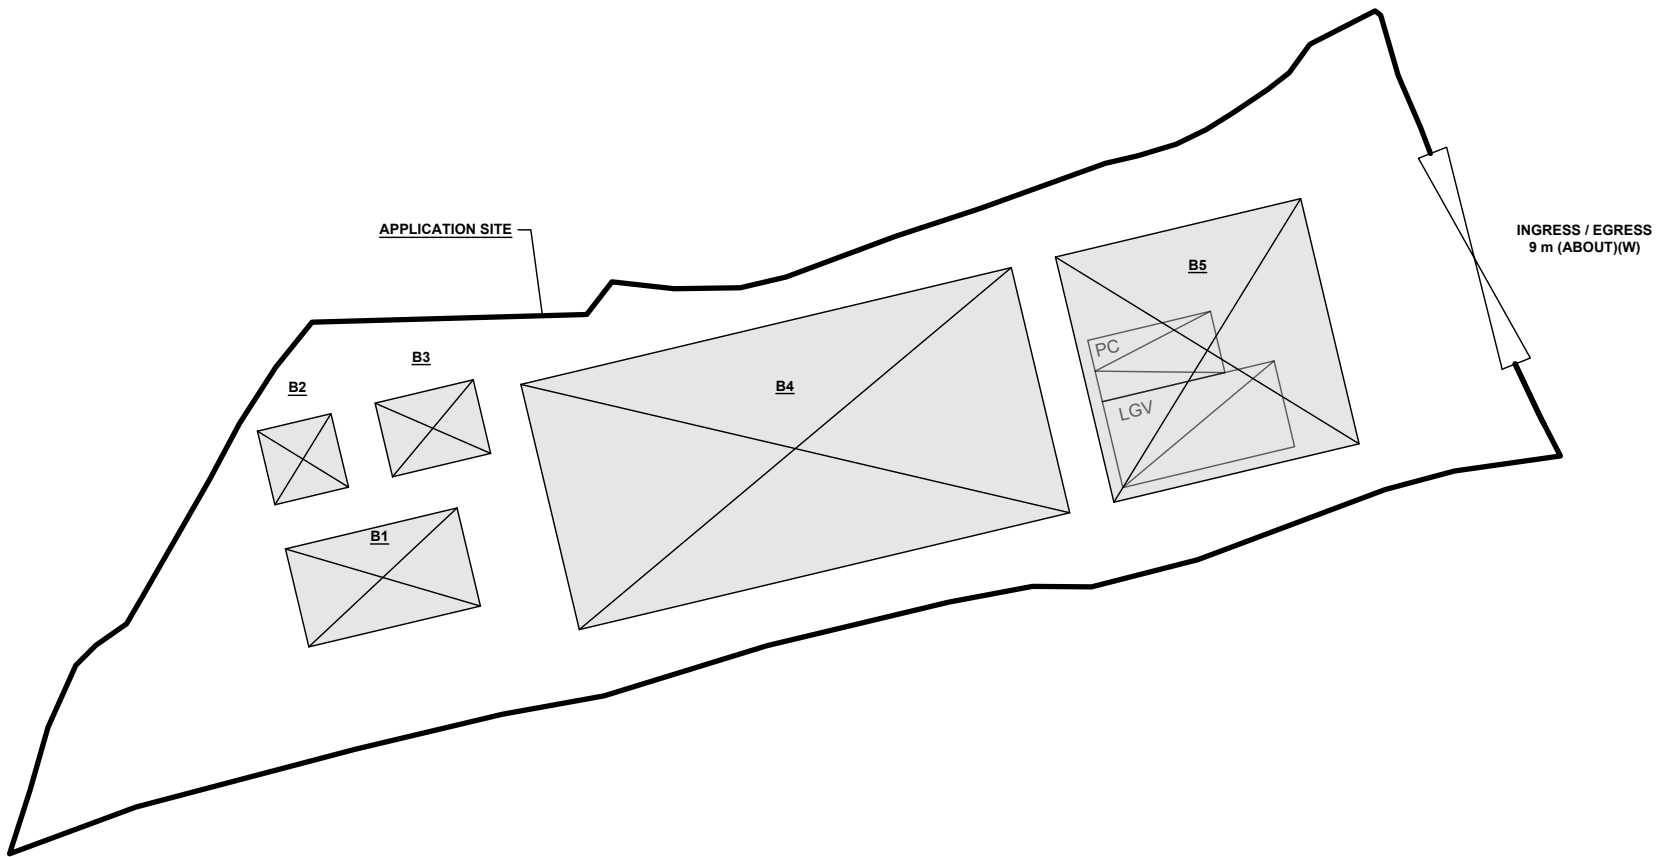 APPLICATION SITE
INGRESS / EGRESS
9 m (ABOUT)(W)
B5
PC
B3
B2
B4
LGV
B1